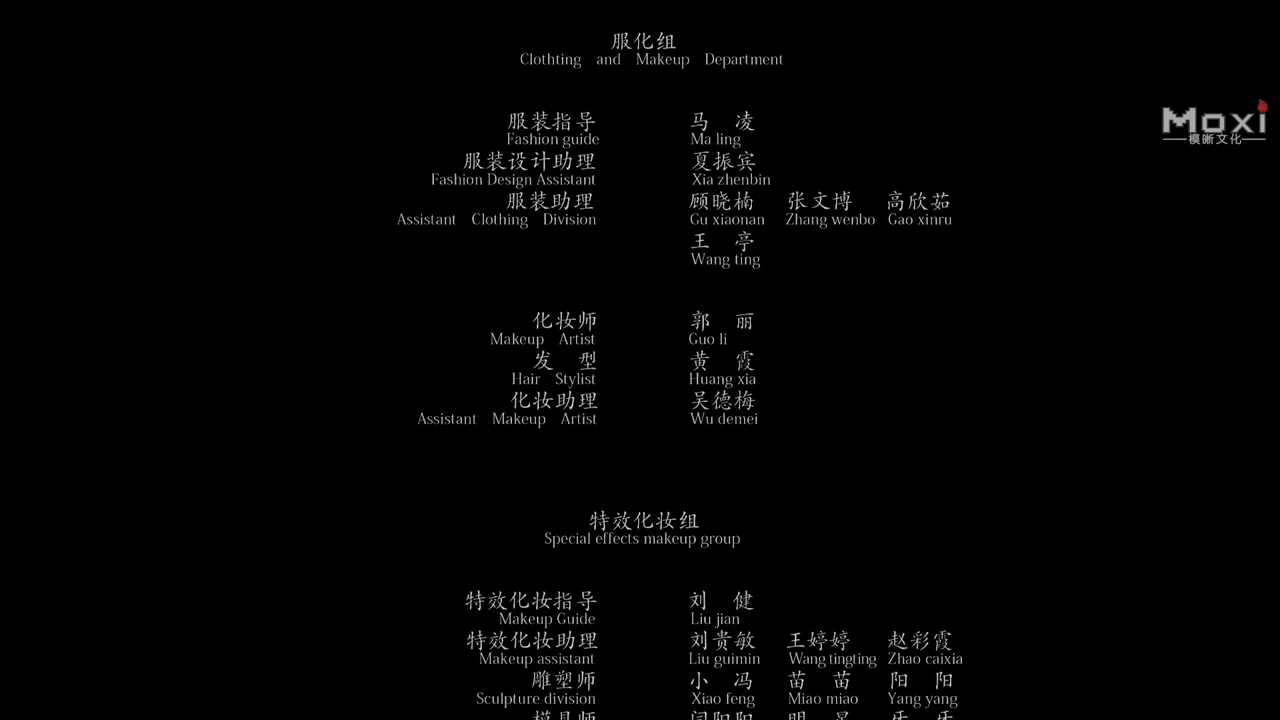 服化组
Clothting and Makeup Department
Moxi
模晰文化
服装指导 马 凌
Fashion guide Ma ling
服装设计助理 夏振宾
Fashion Design Assistant Xia zhenbin
服装助理 顾晓楠 张文博 高欣茹
Assistant Clothing Division Gu xiaonan Zhang wenbo Gao xinru
王 亭
Wang ting
化妆师 郭 丽
Makeup Artist Guo li
发 型 黄 霞
Hair Stylist Huang xia
化妆助理 吴德梅
Assistant Makeup Artist Wu demei
特效化妆组
Special effects makeup group
特效化妆指导 刘 健
Makeup Guide Liu jian
特效化妆助理 刘贵敏 王婷婷 赵彩霞
Makeup assistant Liu guimin Wang tingting Zhao caixia
雕塑师 小 冯 苗 苗 阳 阳
Sculpture division Xiao feng Miao miao Yang yang